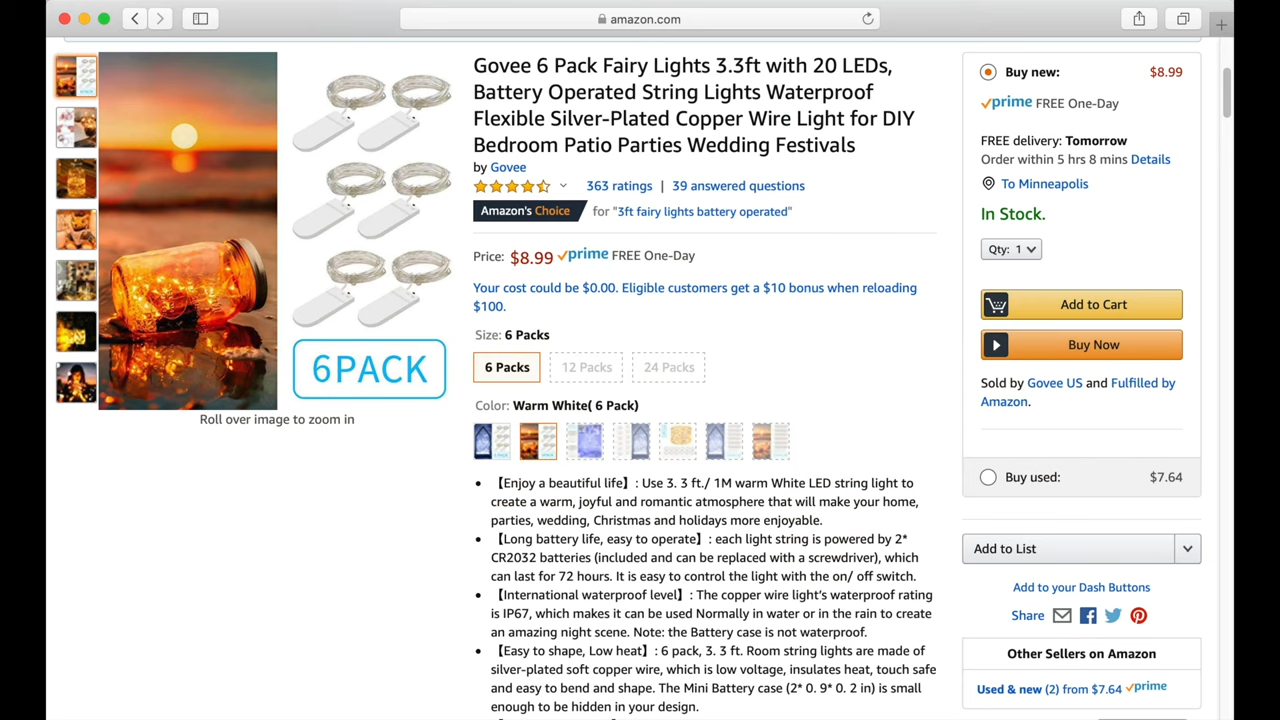 amazon.com
Govee 6 Pack Fairy Lights 3.3ft with 20 LEDs,
Battery Operated String Lights Waterproof
Flexible Silver-Plated Copper Wire Light for DIY
Bedroom Patio Parties Wedding Festivals
by Govee
363 ratings | 39 answered questions
Amazon's Choice for "3ft fairy lights battery operated"
Price: $8.99 prime FREE One-Day
Your cost could be $0.00. Eligible customers get a $10 bonus when reloading
$100.
Size: 6 Packs
6 Packs 12 Packs 24 Packs
Color: Warm White( 6 Pack)
• 【Enjoy a beautiful life】: Use 3. 3 ft./ 1M warm White LED string light to
create a warm, joyful and romantic atmosphere that will make your home,
parties, wedding, Christmas and holidays more enjoyable.
• 【Long battery life, easy to operate】: each light string is powered by 2*
CR2032 batteries (included and can be replaced with a screwdriver), which
can last for 72 hours. It is easy to control the light with the on/ off switch.
• 【International waterproof level】: The copper wire light's waterproof rating
is IP67, which makes it can be used Normally in water or in the rain to create
an amazing night scene. Note: the Battery case is not waterproof.
• 【Easy to shape, Low heat】: 6 pack, 3. 3 ft. Room string lights are made of
silver-plated soft copper wire, which is low voltage, insulates heat, touch safe
and easy to bend and shape. The Mini Battery case (2* 0. 9* 0. 2 in) is small
enough to be hidden in your design.
6PACK
Roll over image to zoom in
Buy new: $8.99
prime FREE One-Day
FREE delivery: Tomorrow
Order within 5 hrs 8 mins Details
To Minneapolis
In Stock.
Qty: 1
Add to Cart
Buy Now
Sold by Govee US and Fulfilled by
Amazon.
Buy used: $7.64
Add to List
Add to your Dash Buttons
Share
Other Sellers on Amazon
Used & new (2) from $7.64 prime